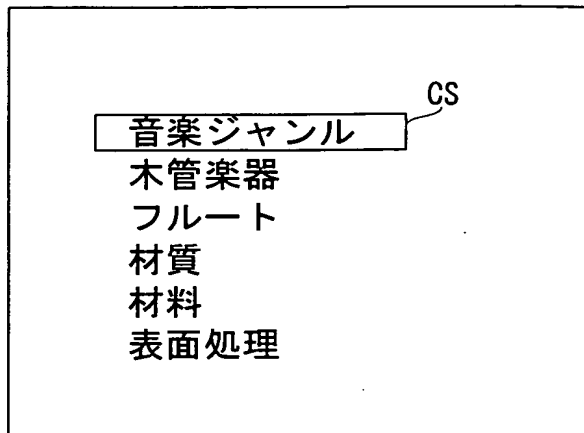 CS
音楽ジャンル
木管楽器
フルート
材質
材料
表面処理